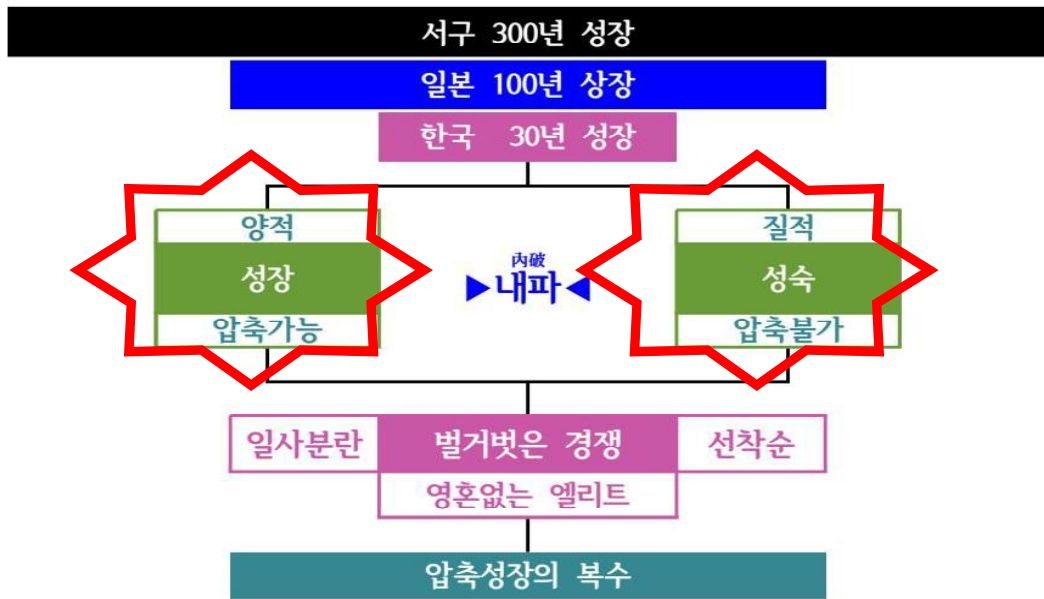 서구 300년 성장
일본 100년 상장
한국 30년 성장
양적
성장
압축가능
內破
▶내파◀
질적
성숙
압축불가
일사분란
벌거벗은 경쟁
선착순
영혼없는 엘리트
압축성장의 복수